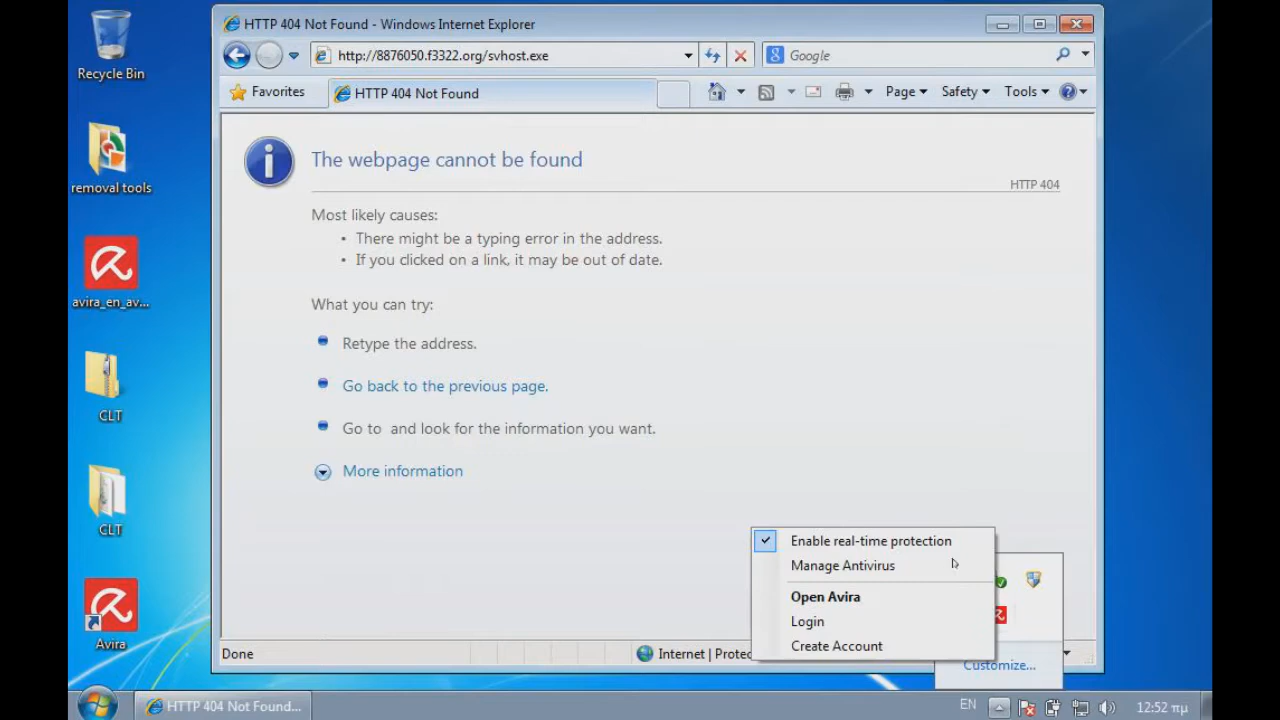 HTTP 404 Not Found - Windows Internet Explorer
http://8876050.f3322.org/svhost.exe
Google
Favorites
HTTP 404 Not Found
Page
Safety
Tools
The webpage cannot be found
HTTP 404
Most likely causes:
• There might be a typing error in the address.
• If you clicked on a link, it may be out of date.
What you can try:
Retype the address.
Go back to the previous page.
Go to  and look for the information you want.
More information
Recycle Bin
removal tools
avira_en_av...
CLT
CLT
Avira
Enable real-time protection
Manage Antivirus
Open Avira
Login
Create Account
Customize...
Done
Internet | Protec
HTTP 404 Not Found...
EN
12:52 πμ